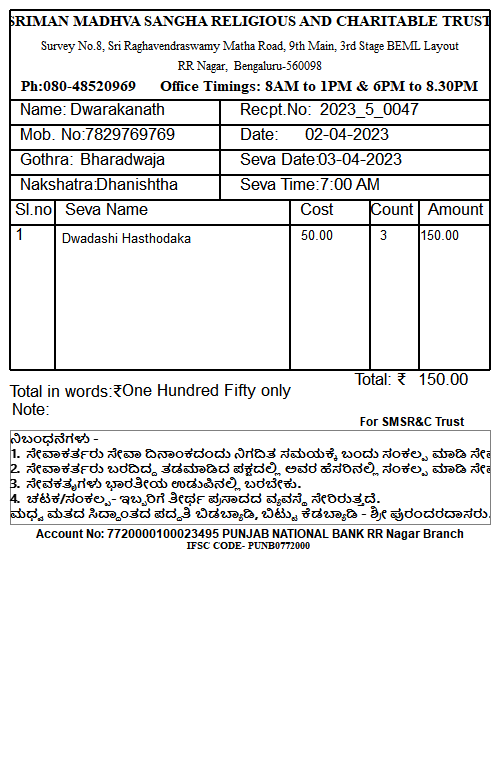 SRIMAN MADHVA SANGHA RELIGIOUS AND CHARITABLE TRUST
Survey No.8, Sri Raghavendraswamy Matha Road, 9th Main, 3rd Stage BEML Layout
RR Nagar, Bengaluru-560098
Ph:080-48520969 Office Timings: 8AM to 1PM & 6PM to 8.30PM
Name: Dwarakanath Recpt.No: 2023_5_0047
Mob. No:7829769769 Date: 02-04-2023
Gothra: Bharadwaja Seva Date:03-04-2023
Nakshatra:Dhanishtha Seva Time:7:00 AM
Sl.no Seva Name Cost Count Amount
1 Dwadashi Hasthodaka 50.00 3 150.00
Total: ₹ 150.00
Total in words:₹One Hundred Fifty only
Note:
For SMSR&C Trust
ನಿಬಂಧನೆಗಳು -
1. ಸೇವಾಕರ್ತರು ಸೇವಾ ದಿನಾಂಕದಂದು ನಿಗದಿತ ಸಮಯಕ್ಕೆ ಬಂದು ಸಂಕಲ್ಪ ಮಾಡಿ
2. ಸೇವಾಕರ್ತರು ಬರದಿದ್ದ ತಡಮಾಡಿದ ಪಕ್ಷದಲ್ಲಿ ಅವರ ಹೆಸರಿನಲ್ಲಿ ಸಂಕಲ್ಪ ಮಾಡಿ
3. ಸೇವಕತೃಗಳು ಭಾರತೀಯ ಉಡುಪಿನಲ್ಲಿ ಬರಬೇಕು.
4. ಚಟಕ/ಸಂಕಲ್ಪ- ಇಬ್ಬರಿಗೆ ತೀರ್ಥ ಪ್ರಸಾದದ ವ್ಯವಸ್ಥೆ ಸೇರಿರುತ್ತದೆ.
ಮಧ್ವ ಮತದ ಸಿದ್ಧಾಂತದ ಪದ್ಧತಿ ಬಿಡಬ್ಯಾಡಿ, ಬಿಟ್ಟು ಕೆಡಬ್ಯಾಡಿ - ಶ್ರೀ ಪುರಂದರದಾಸರು.
Account No: 7720000100023495 PUNJAB NATIONAL BANK RR Nagar Branch
IFSC CODE- PUNB0772000